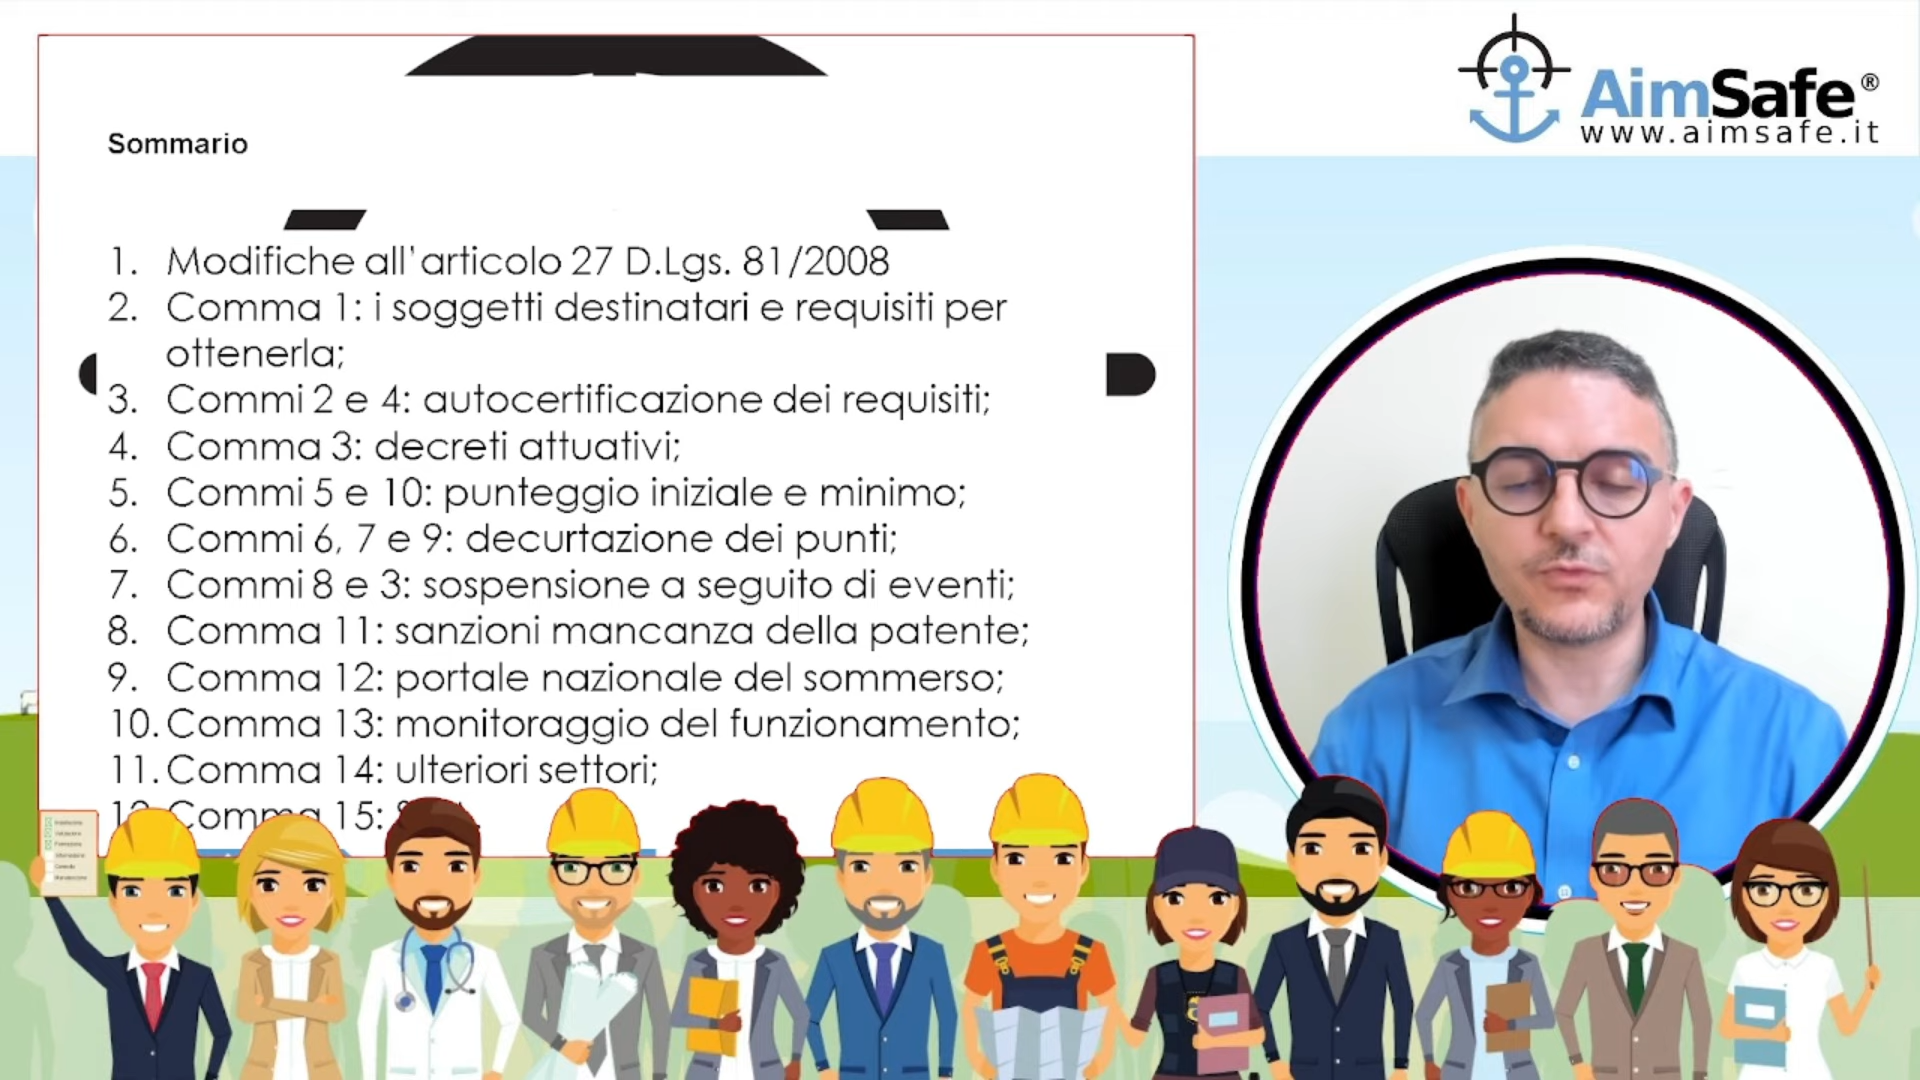 AimSafe®
www.aimsafe.it
Sommario
1. Modifiche all'articolo 27 D.Lgs. 81/2008
2. Comma 1: i soggetti destinatari e requisiti per
ottenerla;
3. Commi 2 e 4: autocertificazione dei requisiti;
4. Comma 3: decreti attuativi;
5. Commi 5 e 10: punteggio iniziale e minimo;
6. Commi 6, 7 e 9: decurtazione dei punti;
7. Commi 8 e 3: sospensione a seguito di eventi;
8. Comma 11: sanzioni mancanza della patente;
9. Comma 12: portale nazionale del sommerso;
10. Comma 13: monitoraggio del funzionamento;
11. Comma 14: ulteriori settori;
12. Comma 15: